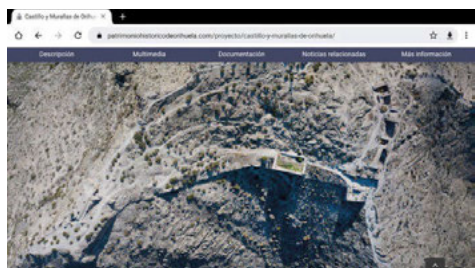 Castillo y Murallas de Orihu
patrimoniohistoricodeorihuela.com/proyecto/castillo-y-murallas-de-orihuela/
Descripción Multimedia Documentación Noticias relacionadas Más información